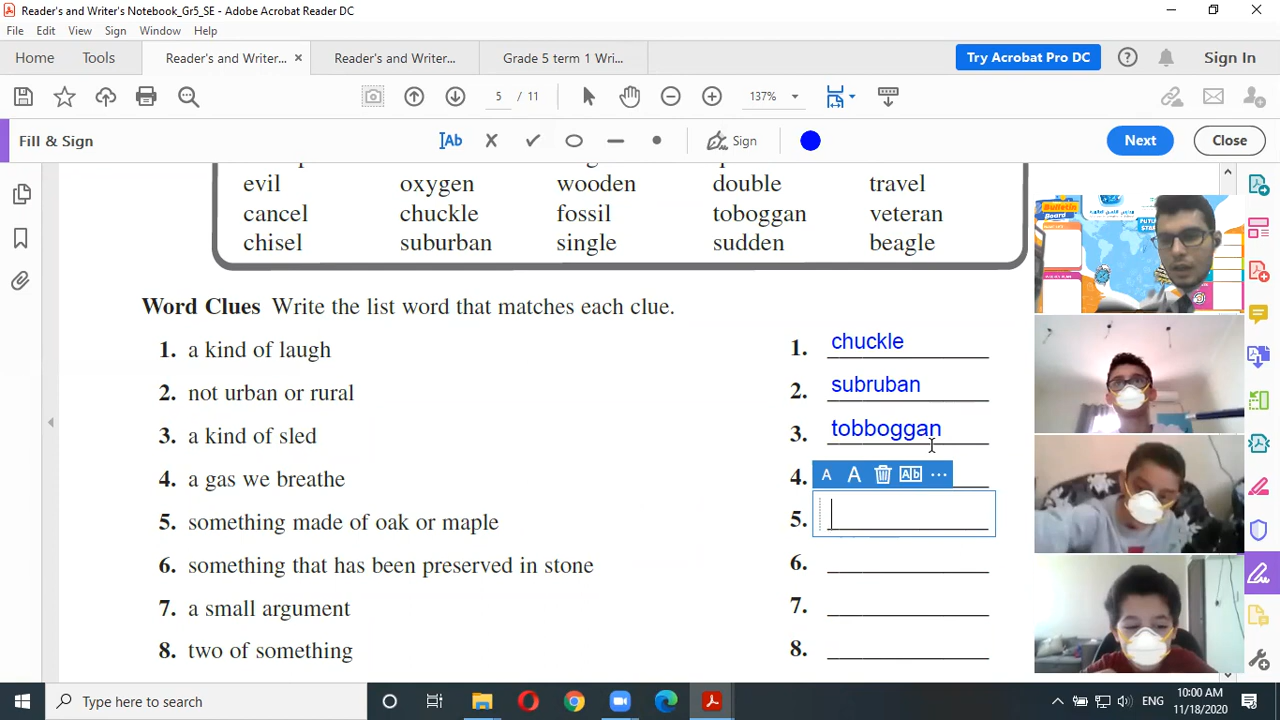 Reader's and Writer's Notebook_Gr5_SE - Adobe Acrobat Reader DC
File Edit View Sign Window Help
Home Tools Reader's and Writer... × Reader's and Writer... Grade 5 term 1 Wri... Try Acrobat Pro DC Sign In
5 / 11 137%
Fill & Sign Ab Sign Next Close
evil oxygen wooden double travel
cancel chuckle fossil toboggan veteran
chisel suburban single sudden beagle
Bulletin Board
Word Clues Write the list word that matches each clue.
1. a kind of laugh 1. chuckle
2. not urban or rural 2. subruban
3. a kind of sled 3. tobboggan
4. a gas we breathe 4.
A A Ab ...
5. something made of oak or maple 5.
6. something that has been preserved in stone 6.
7. a small argument 7.
8. two of something 8.
Type here to search ENG 10:00 AM
11/18/2020